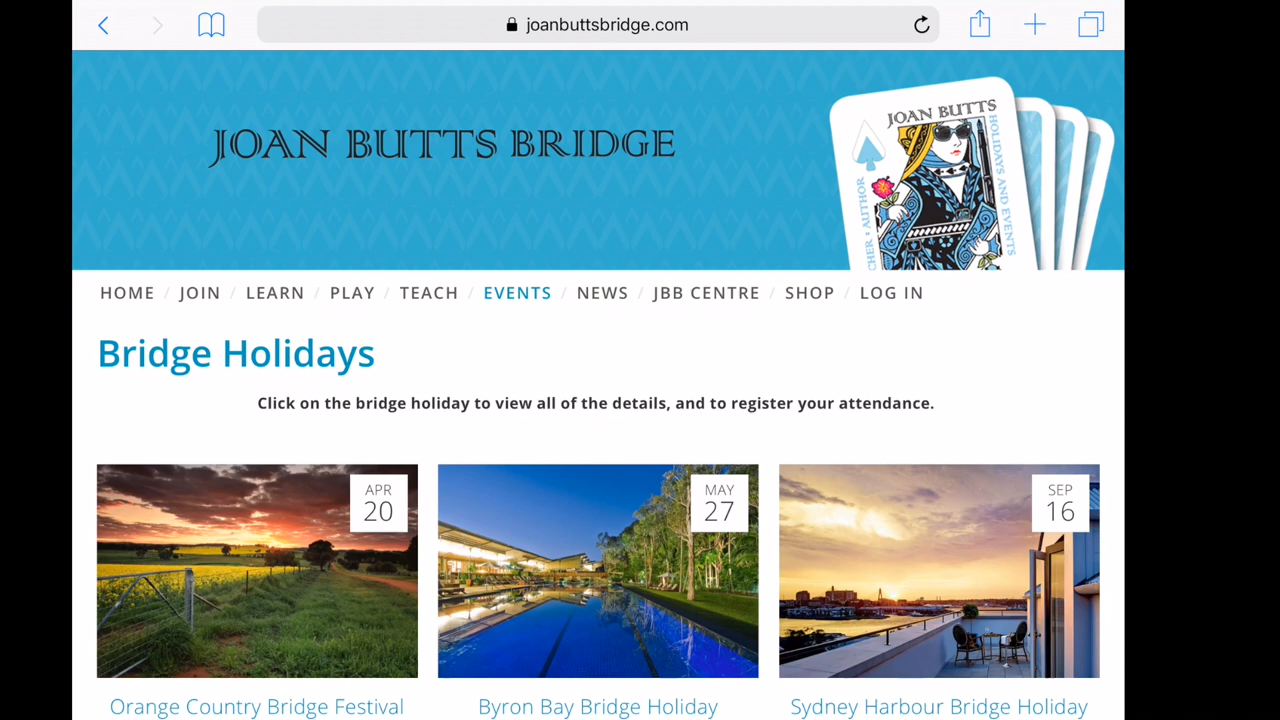 joanbuttsbridge.com
JOAN BUTTS BRIDGE
JOAN BUTTS
HOLIDAYS AND EVENTS
CHER : AUTHOR
HOME / JOIN / LEARN / PLAY / TEACH / EVENTS / NEWS / JBB CENTRE / SHOP / LOG IN
Bridge Holidays
Click on the bridge holiday to view all of the details, and to register your attendance.
APR
20
MAY
27
SEP
16
Orange Country Bridge Festival
Byron Bay Bridge Holiday
Sydney Harbour Bridge Holiday